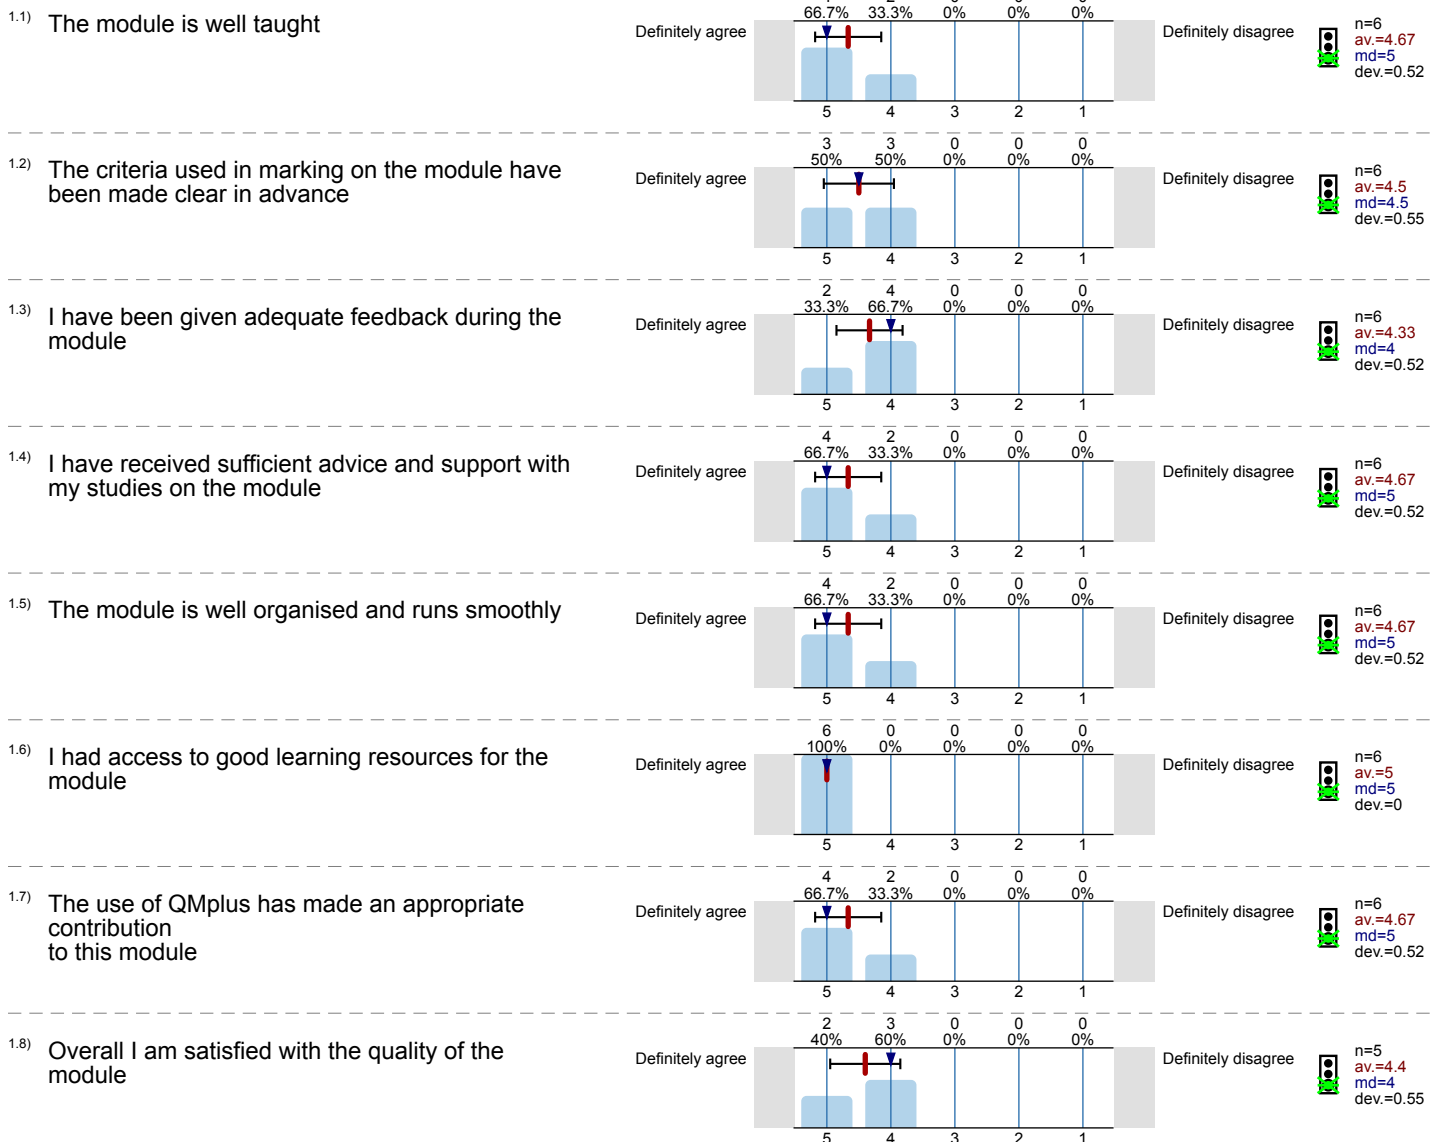 4 2 0 0 0
66.7% 33.3% 0% 0% 0%
1.1) The module is well taught
Definitely agree
Definitely disagree
n=6
av.=4.67
md=5
dev.=0.52
5 4 3 2 1
3 3 0 0 0
50% 50% 0% 0% 0%
1.2) The criteria used in marking on the module have
been made clear in advance
Definitely agree
Definitely disagree
n=6
av.=4.5
md=4.5
dev.=0.55
5 4 3 2 1
2 4 0 0 0
33.3% 66.7% 0% 0% 0%
1.3) I have been given adequate feedback during the
module
Definitely agree
Definitely disagree
n=6
av.=4.33
md=4
dev.=0.52
5 4 3 2 1
4 2 0 0 0
66.7% 33.3% 0% 0% 0%
1.4) I have received sufficient advice and support with
my studies on the module
Definitely agree
Definitely disagree
n=6
av.=4.67
md=5
dev.=0.52
5 4 3 2 1
4 2 0 0 0
66.7% 33.3% 0% 0% 0%
1.5) The module is well organised and runs smoothly
Definitely agree
Definitely disagree
n=6
av.=4.67
md=5
dev.=0.52
5 4 3 2 1
6 0 0 0 0
100% 0% 0% 0% 0%
1.6) I had access to good learning resources for the
module
Definitely agree
Definitely disagree
n=6
av.=5
md=5
dev.=0
5 4 3 2 1
4 2 0 0 0
66.7% 33.3% 0% 0% 0%
1.7) The use of QMplus has made an appropriate
contribution
to this module
Definitely agree
Definitely disagree
n=6
av.=4.67
md=5
dev.=0.52
5 4 3 2 1
2 3 0 0 0
40% 60% 0% 0% 0%
1.8) Overall I am satisfied with the quality of the
module
Definitely agree
Definitely disagree
n=5
av.=4.4
md=4
dev.=0.55
5 4 3 2 1